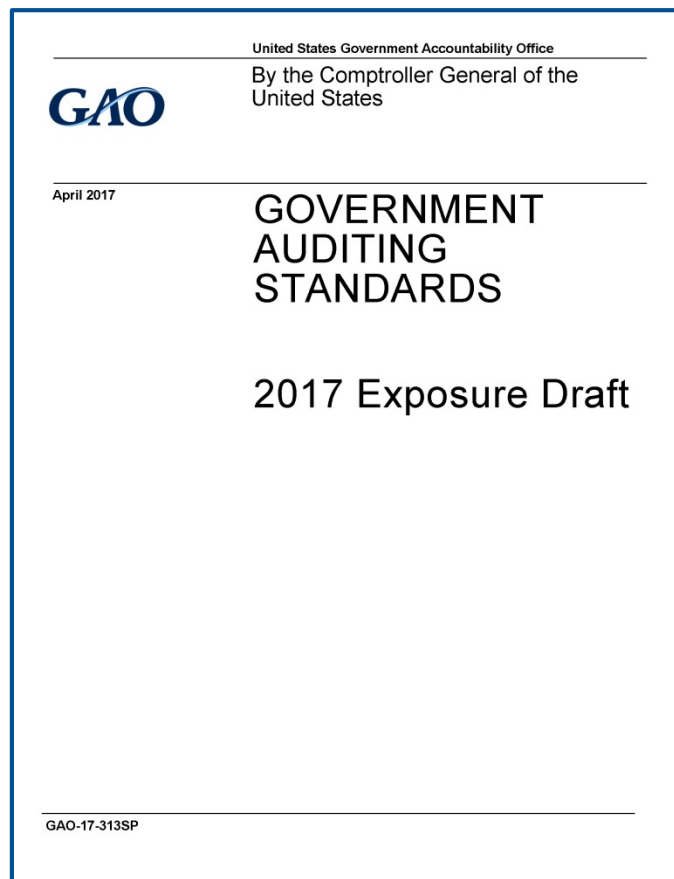 United States Government Accountability Office
By the Comptroller General of the
United States
GAO
April 2017
GOVERNMENT
AUDITING
STANDARDS
2017 Exposure Draft
GAO-17-313SP